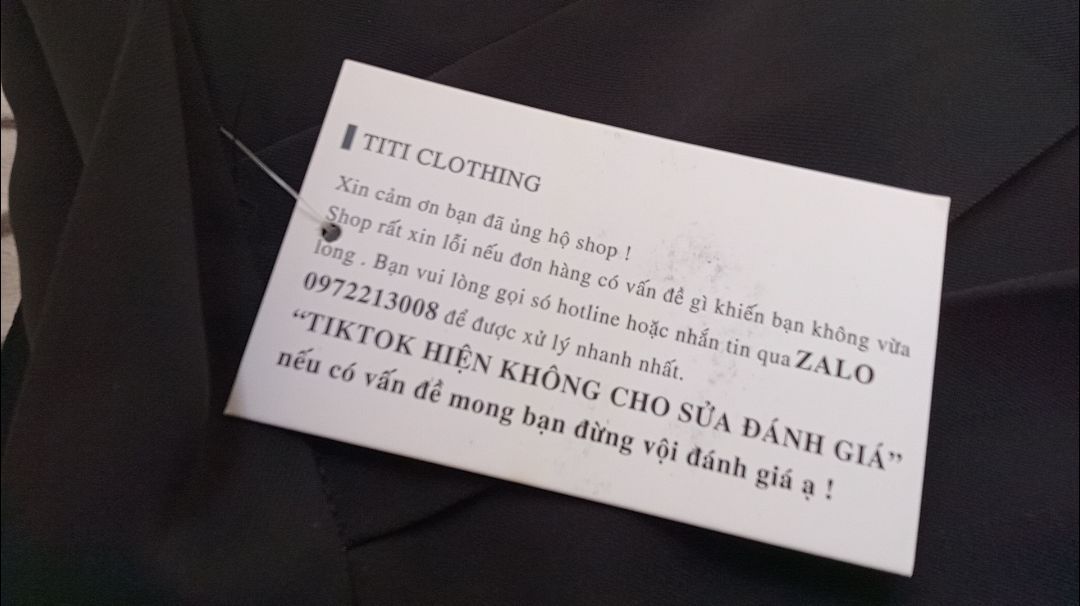 TITI CLOTHING
Xin cảm ơn bạn đã ủng hộ shop !
Shop rất xin lỗi nếu đơn hàng có vấn đề gì khiến bạn không vừa
lòng . Bạn vui lòng gọi số hotline hoặc nhắn tin qua ZALO
0972213008 để được xử lý nhanh nhất.
“TIKTOK HIỆN KHÔNG CHO SỬA ĐÁNH GIÁ”
nếu có vấn đề mong bạn đừng vội đánh giá ạ !